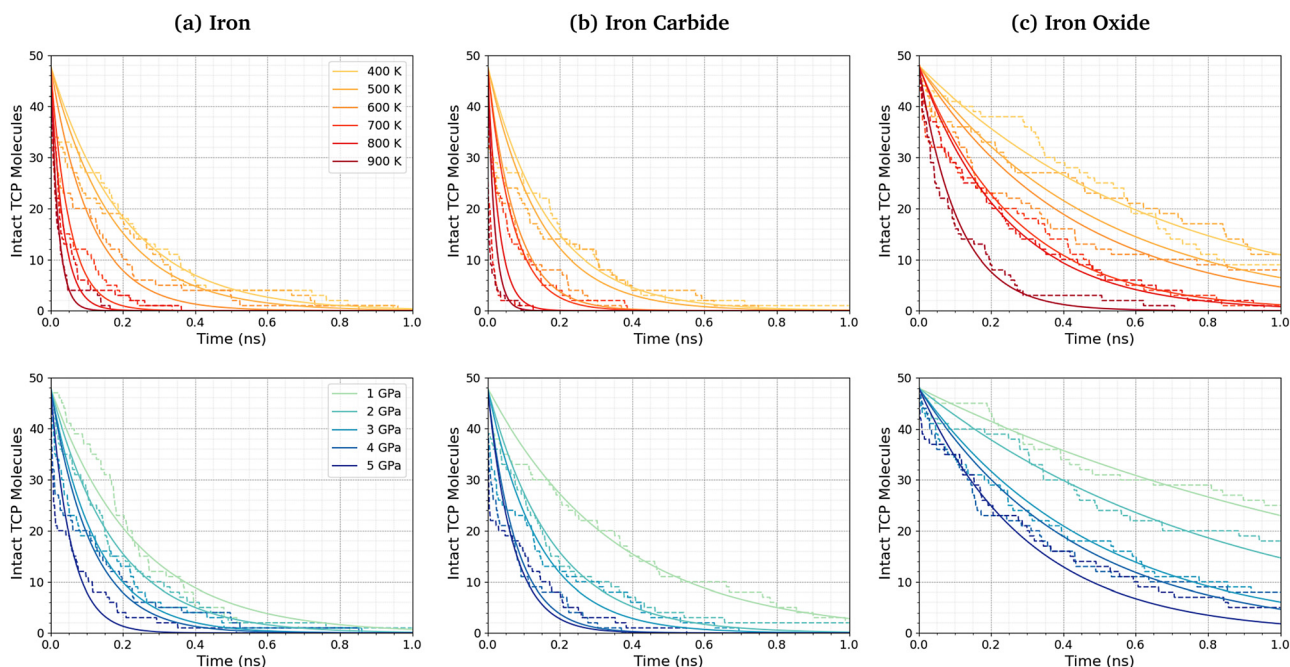 (a) Iron
(b) Iron Carbide
(c) Iron Oxide
Intact TCP Molecules
50
40
30
20
10
0
0.0 0.2 0.4 0.6 0.8 1.0
Time (ns)
400 K
500 K
600 K
700 K
800 K
900 K
Intact TCP Molecules
50
40
30
20
10
0
0.0 0.2 0.4 0.6 0.8 1.0
Time (ns)
Intact TCP Molecules
50
40
30
20
10
0
0.0 0.2 0.4 0.6 0.8 1.0
Time (ns)
Intact TCP Molecules
50
40
30
20
10
0
0.0 0.2 0.4 0.6 0.8 1.0
Time (ns)
1 GPa
2 GPa
3 GPa
4 GPa
5 GPa
Intact TCP Molecules
50
40
30
20
10
0
0.0 0.2 0.4 0.6 0.8 1.0
Time (ns)
Intact TCP Molecules
50
40
30
20
10
0
0.0 0.2 0.4 0.6 0.8 1.0
Time (ns)